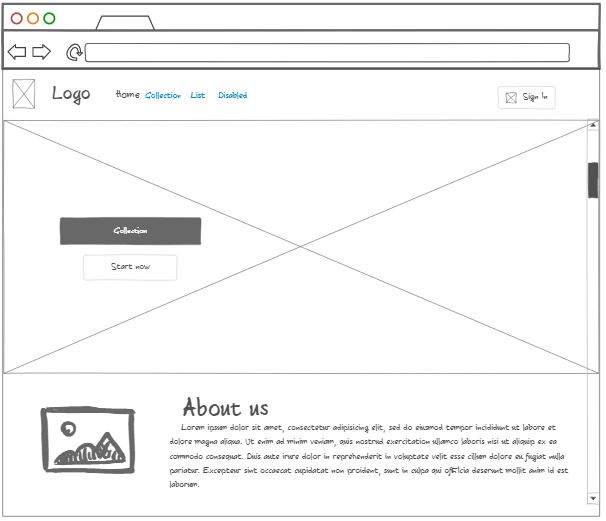 Logo Home Collection List Disabled Sign In
Collection
Start now
About us
Lorem ipsum dolor sit amet, consectetur adipisicing elit, sed do eiusmod tempor incididunt ut labore et
dolore magna aliqua. Ut enim ad minim veniam, quis nostrud exercitation ullamco laboris nisi ut aliquip ex ea
commodo consequat. Duis aute irure dolor in reprehenderit in voluptate velit esse cillum dolore eu fugiat nulla
pariatur. Excepteur sint occaecat cupidatat non proident, sunt in culpa qui officia deserunt mollit anim id est
laborum.